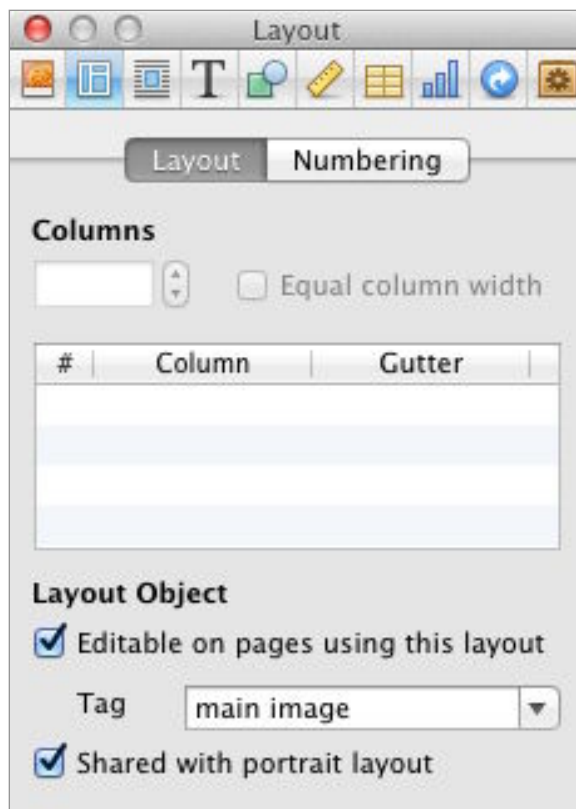 Layout
T
Layout Numbering
Columns
Equal column width
# Column Gutter
Layout Object
Editable on pages using this layout
Tag main image
Shared with portrait layout